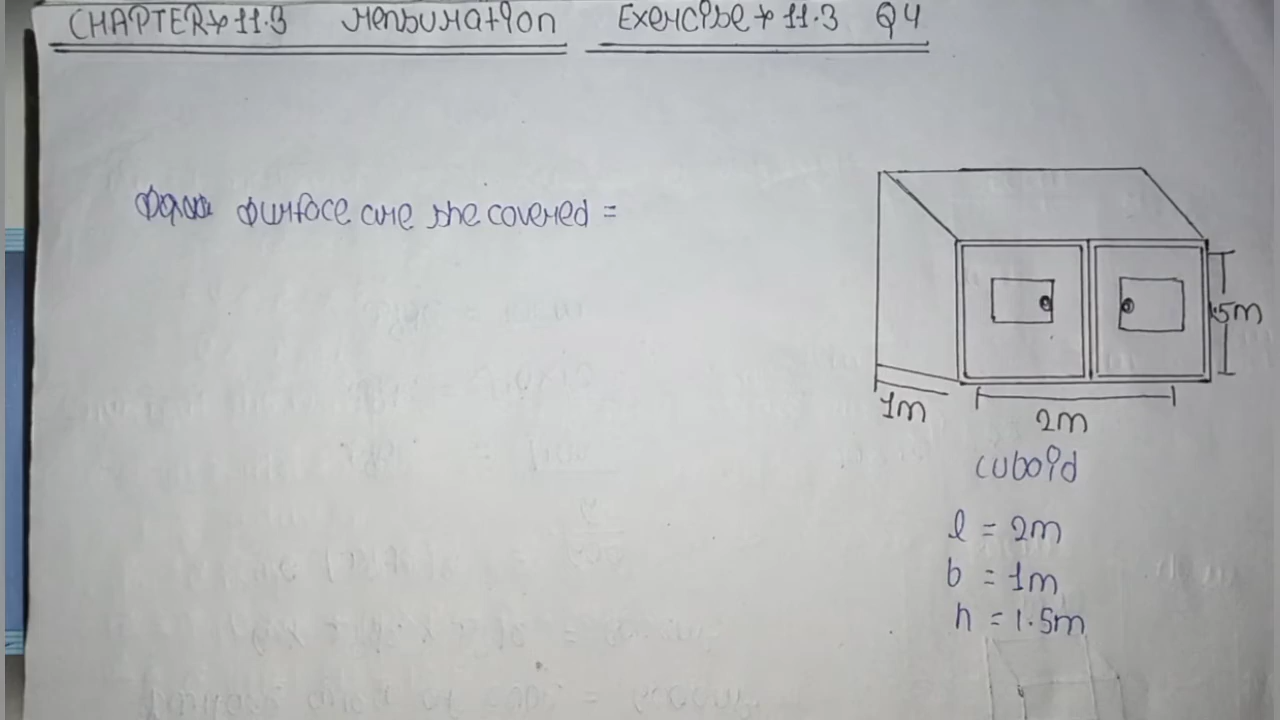 CHAPTER→11.3 Mensuration Exercise→11.3 Q4
surface are the covered =
1.5m
1m
2m
cuboid
l = 2m
b = 1m
h = 1.5m